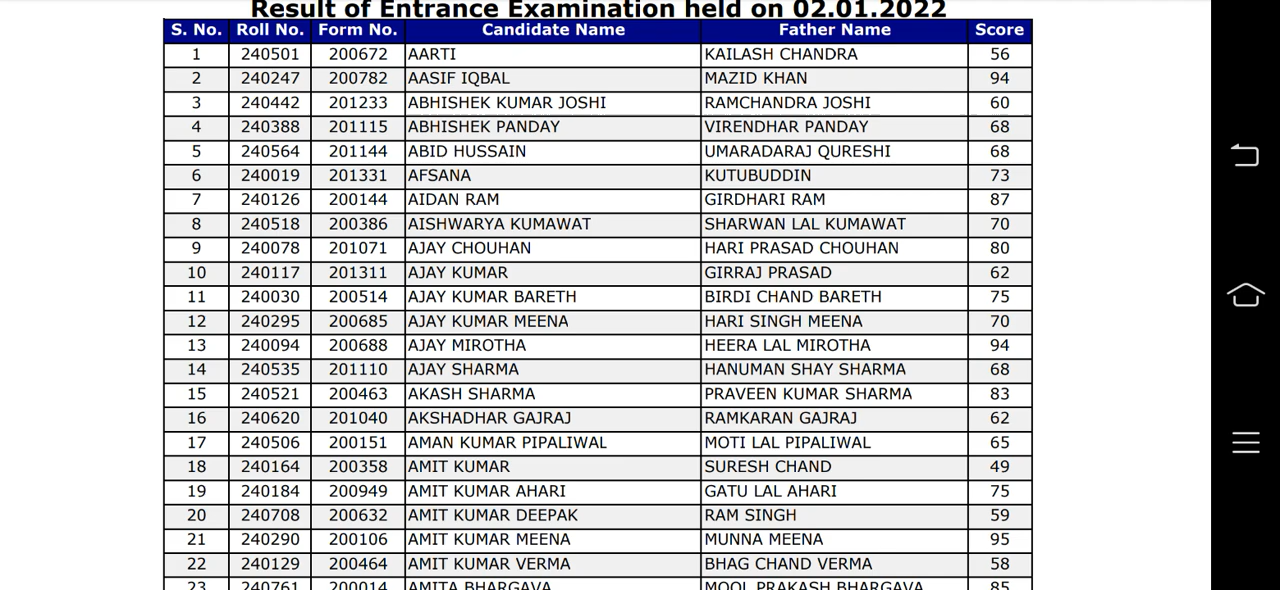 Result of Entrance Examination held on 02.01.2022
S. No. Roll No. Form No. Candidate Name Father Name Score
1 240501 200672 AARTI KAILASH CHANDRA 56
2 240247 200782 AASIF IQBAL MAZID KHAN 94
3 240442 201233 ABHISHEK KUMAR JOSHI RAMCHANDRA JOSHI 60
4 240388 201115 ABHISHEK PANDAY VIRENDHAR PANDAY 68
5 240564 201144 ABID HUSSAIN UMARADARAJ QURESHI 68
6 240019 201331 AFSANA KUTUBUDDIN 73
7 240126 200144 AIDAN RAM GIRDHARI RAM 87
8 240518 200386 AISHWARYA KUMAWAT SHARWAN LAL KUMAWAT 70
9 240078 201071 AJAY CHOUHAN HARI PRASAD CHOUHAN 80
10 240117 201311 AJAY KUMAR GIRRAJ PRASAD 62
11 240030 200514 AJAY KUMAR BARETH BIRDI CHAND BARETH 75
12 240295 200685 AJAY KUMAR MEENA HARI SINGH MEENA 70
13 240094 200688 AJAY MIROTHA HEERA LAL MIROTHA 94
14 240535 201110 AJAY SHARMA HANUMAN SHAY SHARMA 68
15 240521 200463 AKASH SHARMA PRAVEEN KUMAR SHARMA 83
16 240620 201040 AKSHADHAR GAJRAJ RAMKARAN GAJRAJ 62
17 240506 200151 AMAN KUMAR PIPALIWAL MOTI LAL PIPALIWAL 65
18 240164 200358 AMIT KUMAR SURESH CHAND 49
19 240184 200949 AMIT KUMAR AHARI GATU LAL AHARI 75
20 240708 200632 AMIT KUMAR DEEPAK RAM SINGH 59
21 240290 200106 AMIT KUMAR MEENA MUNNA MEENA 95
22 240129 200464 AMIT KUMAR VERMA BHAG CHAND VERMA 58
23 240761 200014 AMITA BHARGAVA MOOL PRAKASH BHARGAVA 85